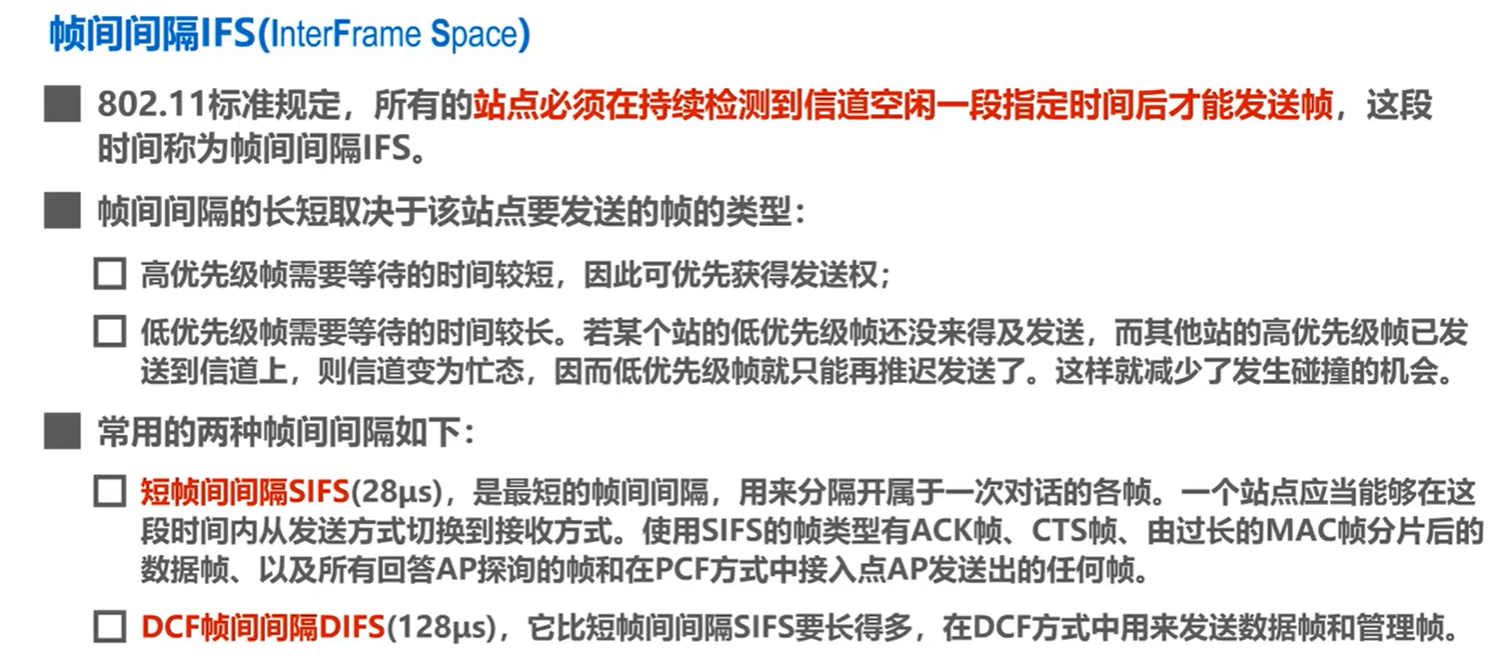 帧间间隔IFS(InterFrame Space)
802.11标准规定，所有的站点必须在持续检测到信道空闲一段指定时间后才能发送帧，这段
时间称为帧间间隔IFS。
帧间间隔的长短取决于该站点要发送的帧的类型：
高优先级帧需要等待的时间较短，因此可优先获得发送权；
低优先级帧需要等待的时间较长。若某个站的低优先级帧还没来得及发送，而其他站的高优先级帧已发
送到信道上，则信道变为忙态，因而低优先级帧就只能再推迟发送了。这样就减少了发生碰撞的机会。
常用的两种帧间间隔如下：
短帧间间隔SIFS(28μs)，是最短的帧间间隔，用来分隔开属于一次对话的各帧。一个站点应当能够在这
段时间内从发送方式切换到接收方式。使用SIFS的帧类型有ACK帧、CTS帧、由过长的MAC帧分片后的
数据帧、以及所有回答AP探询的帧和在PCF方式中接入点AP发送出的任何帧。
DCF帧间间隔DIFS(128μs)，它比短帧间间隔SIFS要长得多，在DCF方式中用来发送数据帧和管理帧。